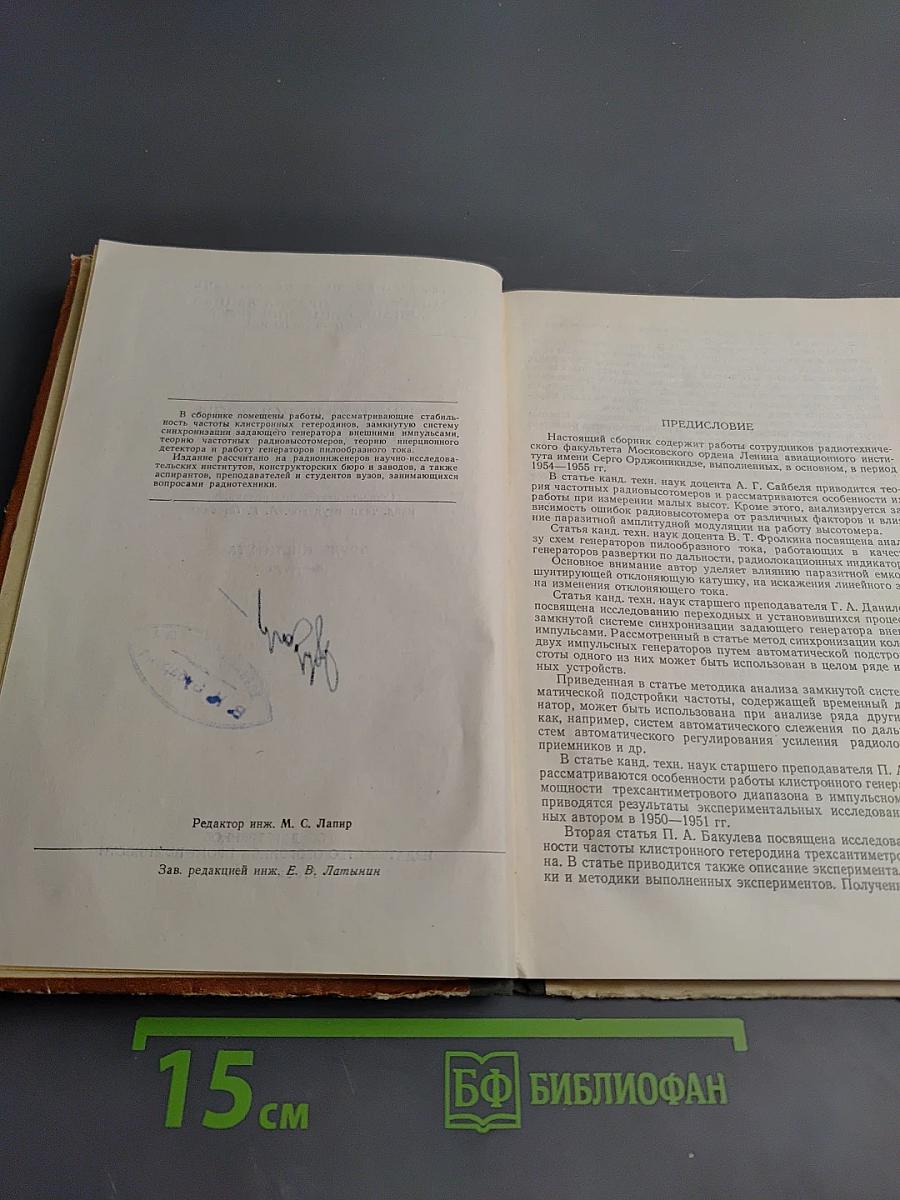 В сборнике помещены работы, рассматривающие стабиль-
ность частоты клистронных гетеродинов, замкнутую систему
синхронизации задающего генератора внешними импульсами,
теорию частотных радиовысотомеров, теорию инерционного
детектора и работу генераторов пилообразного тока.
Издание рассчитано на радиоинженеров научно-исследова-
тельских институтов, конструкторских бюро и заводов, а также
аспирантов, преподавателей и студентов вузов, занимающихся
вопросами радиотехники.
Редактор инж. М. С. Лапир
Зав. редакцией инж. Е. В. Латынин
ПРЕДИСЛОВИЕ
Настоящий сборник содержит работы сотрудников радиотехниче-
ского факультета Московского ордена Ленина авиационного инсти-
тута имени Серго Орджоникидзе, выполненных, в основном, в период
1954—1955 гг.
В статье канд. техн. наук доцента А. Г. Сайбеля приводится тео-
рия частотных радиовысотомеров и рассматриваются особенности их
работы при измерении малых высот. Кроме этого, анализируется за-
висимость ошибок радиовысотомера от различных факторов и влия-
ние паразитной амплитудной модуляции на работу высотомера.
Статья канд. техн. наук доцента В. Т. Фролкина посвящена анал
зу схем генераторов пилообразного тока, работающих в качест
генераторов развертки по дальности, радиолокационных индикатор
Основное внимание автор уделяет влиянию паразитной емко
шунтирующей отклоняющую катушку, на искажения линейного з
на изменения отклоняющего тока.
Статья канд. техн. наук старшего преподавателя Г. А. Данило
посвящена исследованию переходных и установившихся процес
замкнутой системе синхронизации задающего генератора вне
импульсами. Рассмотренный в статье метод синхронизации кол
двух импульсных генераторов путем автоматической подстро
стоты одного из них может быть использован в целом ряде и
ных устройств.
Приведенная в статье методика анализа замкнутой систе
матической подстройки частоты, содержащей временный д
натор, может быть использована при анализе ряда други
как, например, систем автоматического слежения по даль
стем автоматического регулирования усиления радиоло
приемников и др.
В статье канд. техн. наук старшего преподавателя П. А
рассматриваются особенности работы клистронного генера
мощности трехсантиметрового диапазона в импульсном
приводятся результаты экспериментальных исследован
ных автором в 1950—1951 гг.
Вторая статья П. А. Бакулева посвящена исследова
ности частоты клистронного гетеродина трехсантиметро
на. В статье приводится также описание эксперимента
ки и методики выполненных экспериментов. Полученн
15 см
БФ БИБЛИОФАН